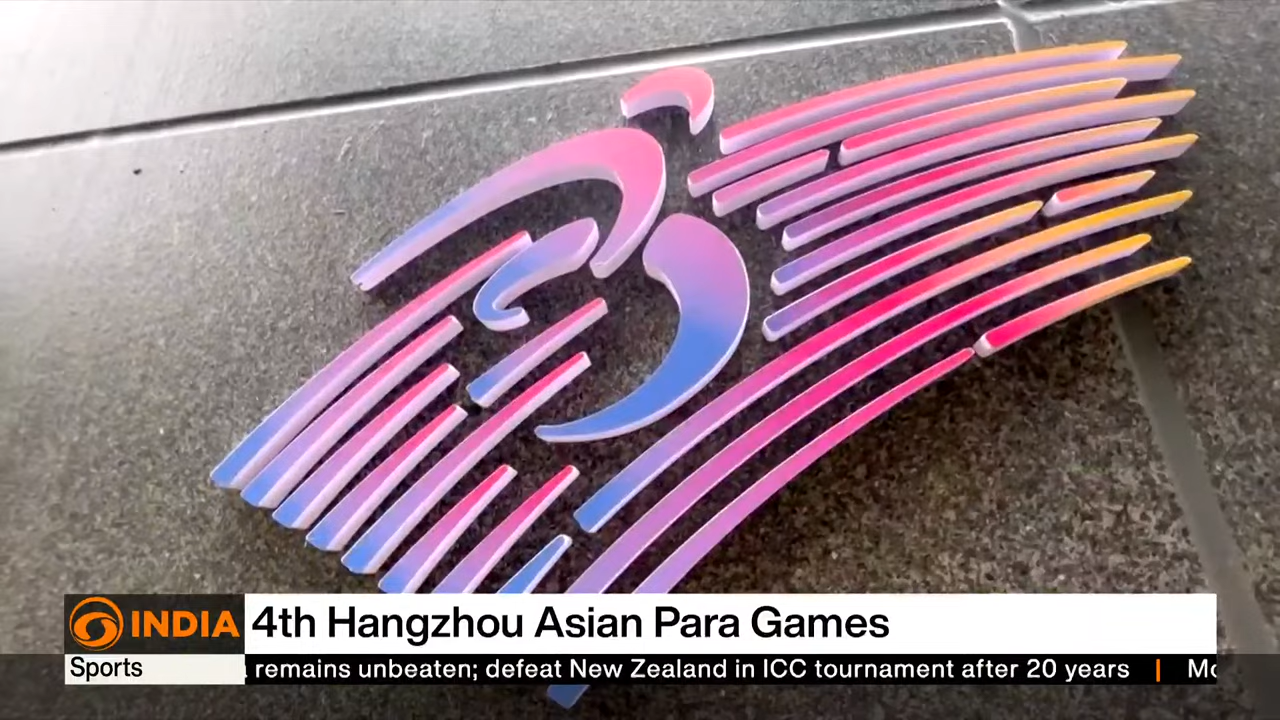 INDIA
4th Hangzhou Asian Para Games
Sports
remains unbeaten; defeat New Zealand in ICC tournament after 20 years |